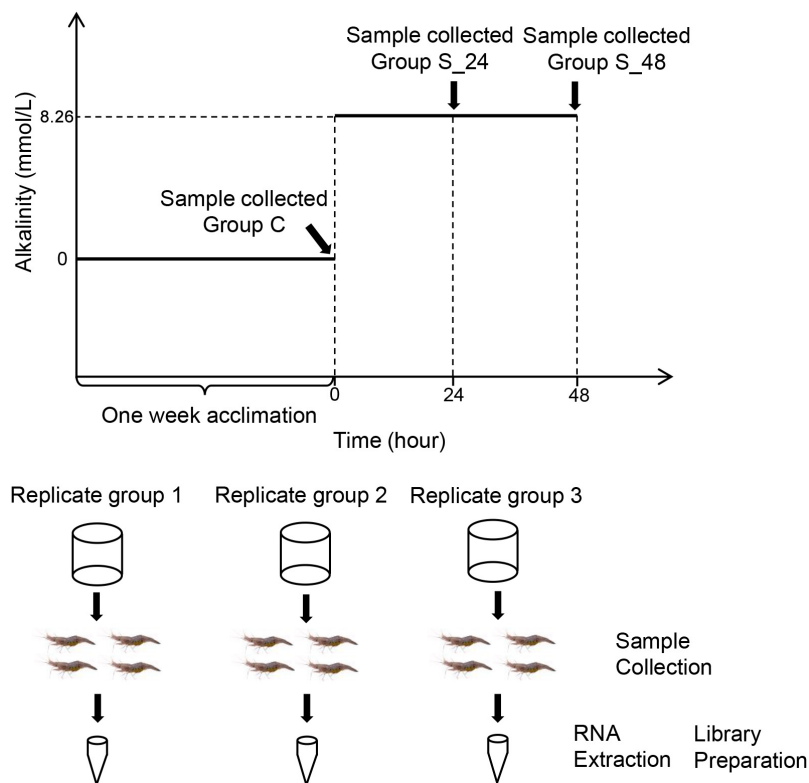 Sample collected
Group S_24
Sample collected
Group S_48
Alkalinity (mmol/L)
8.26
Sample collected
Group C
0
0
24
48
One week acclimation
Time (hour)
Replicate group 1
Replicate group 2
Replicate group 3
Sample
Collection
RNA
Extraction
Library
Preparation